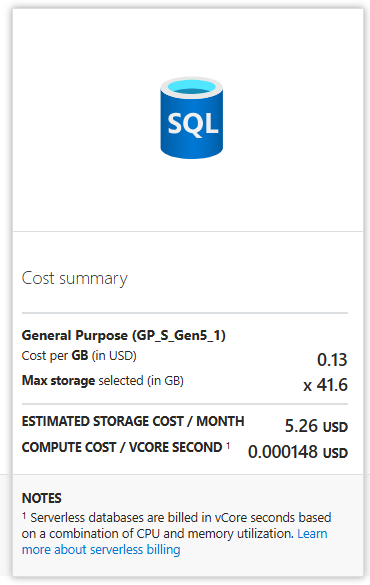 SQL
Cost summary
General Purpose (GP_S_Gen5_1)
Cost per GB (in USD) 0.13
Max storage selected (in GB) x 41.6
ESTIMATED STORAGE COST / MONTH 5.26 USD
COMPUTE COST / VCORE SECOND ¹ 0.000148 USD
NOTES
¹ Serverless databases are billed in vCore seconds based
on a combination of CPU and memory utilization. Learn
more about serverless billing